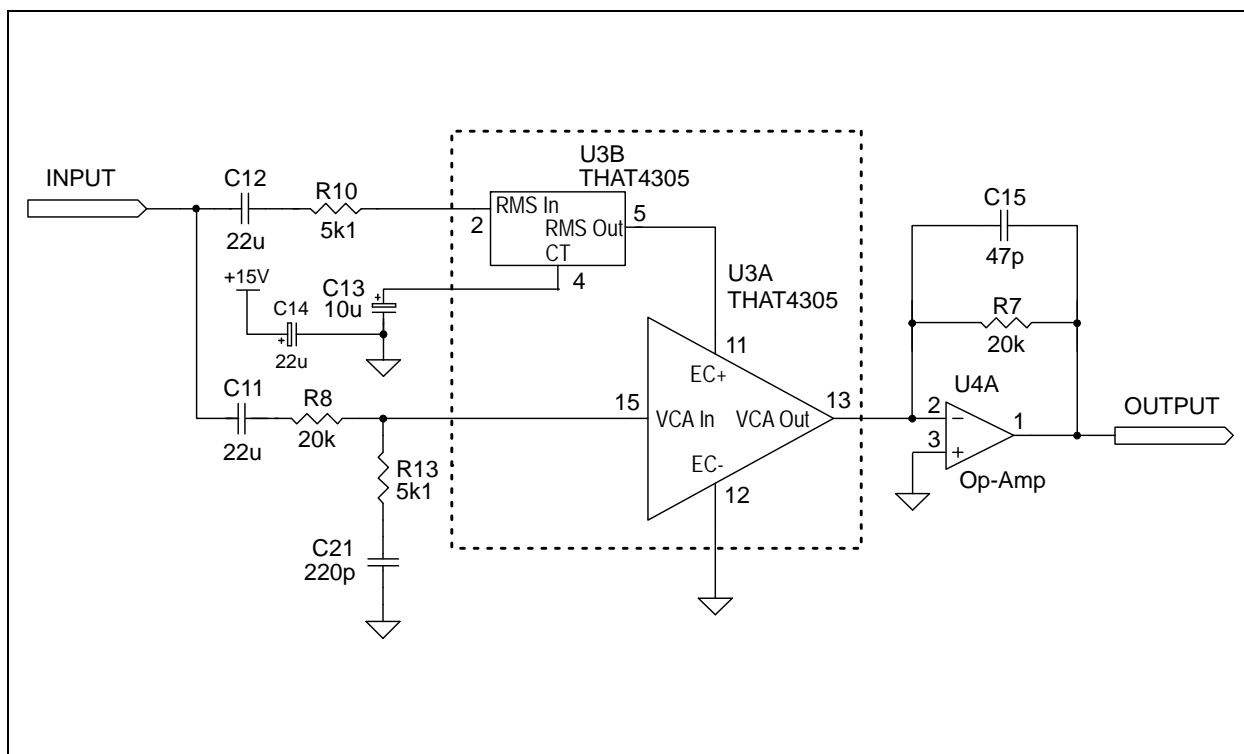 INPUT
C12
22u
R10
5k1
U3B
THAT4305
RMS In
2
RMS Out
5
CT
4
+15V
C13
10u
C14
22u
+
+
C11
22u
R8
20k
R13
5k1
C21
220p
U3A
THAT4305
11
EC+
15
VCA In
VCA Out
13
EC-
12
C15
47p
R7
20k
U4A
2
−
3
+
1
Op-Amp
OUTPUT